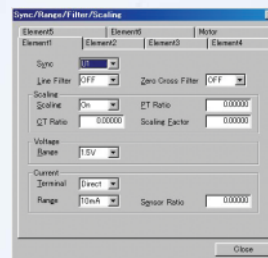 Sync/Range/Filter/Scaling
Element5 Element6 Motor
Element1 Element2 Element3 Element4
Sync U1
Line Filter OFF Zero Cross Filter OFF
Scaling
Scaling On PT Ratio 0.00000
CT Ratio 0.00000 Scaling Factor 0.00000
Voltage
Range 1.5V
Current
Terminal Direct
Range 10mA Sensor Ratio 0.00000
Close